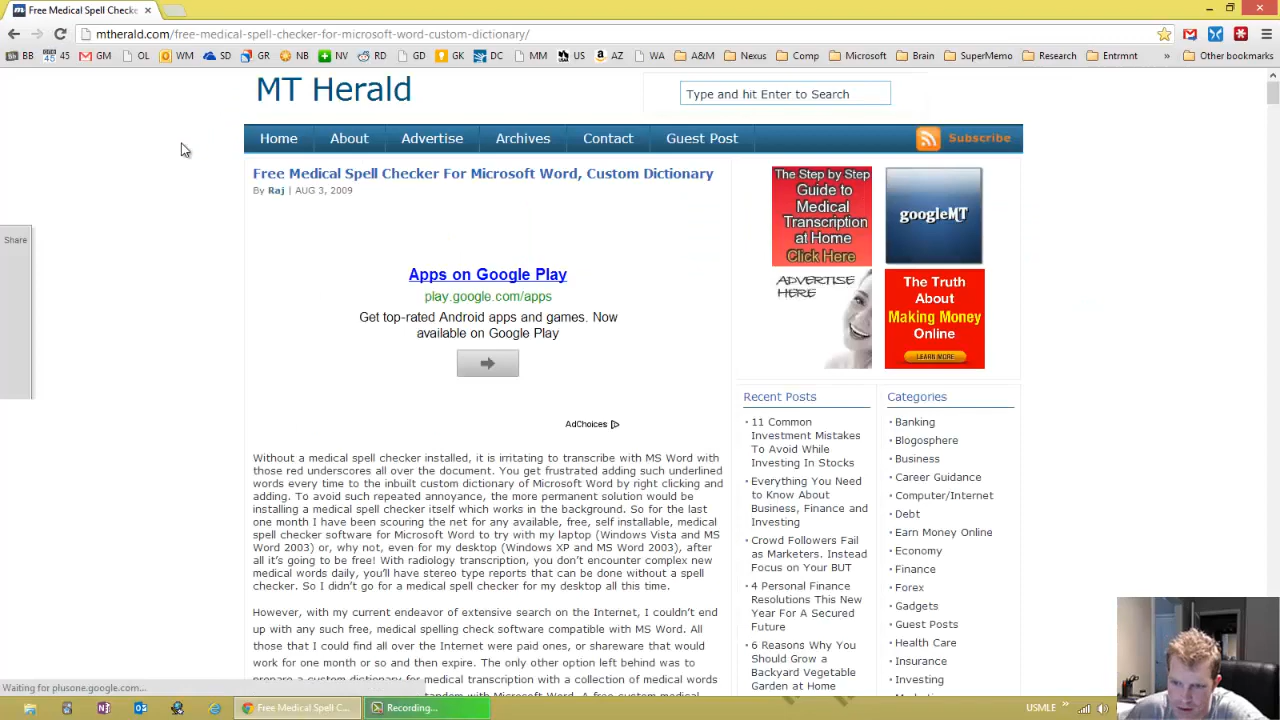 Free Medical Spell Checke
mtherald.com/free-medical-spell-checker-for-microsoft-word-custom-dictionary/
BB 45 GM OL WM SD GR NB NV RD GD GK DC MM US AZ WA A&M Nexus Comp Microsoft Brain SuperMemo Research Entrmnt » Other bookmarks
MT Herald
Type and hit Enter to Search
Home About Advertise Archives Contact Guest Post Subscribe
Share
Free Medical Spell Checker For Microsoft Word, Custom Dictionary
By Raj | AUG 3, 2009
Apps on Google Play
play.google.com/apps
Get top-rated Android apps and games. Now
available on Google Play
AdChoices
Without a medical spell checker installed, it is irritating to transcribe with MS Word with
those red underscores all over the document. You get frustrated adding such underlined
words every time to the inbuilt custom dictionary of Microsoft Word by right clicking and
adding. To avoid such repeated annoyance, the more permanent solution would be
installing a medical spell checker itself which works in the background. So for the last
one month I have been scouring the net for any available, free, self installable, medical
spell checker software for Microsoft Word to try with my laptop (Windows Vista and MS
Word 2003) or, why not, even for my desktop (Windows XP and MS Word 2003), after
all it's going to be free! With radiology transcription, you don't encounter complex new
medical words daily, you'll have stereo type reports that can be done without a spell
checker. So I didn't go for a medical spell checker for my desktop all this time.
However, with my current endeavor of extensive search on the Internet, I couldn't end
up with any such free, medical spelling check software compatible with MS Word. All
those that I could find all over the Internet were paid ones, or shareware that would
work for one month or so and then expire. The only other option left behind was to
prepare a custom dictionary for medical transcription with a collection of medical words
tandem with Microsoft Word. A free custom medical
The Step by Step
Guide to
Medical
Transcription
at Home
Click Here
googleMT
ADVERTISE
HERE
The Truth
About
Making Money
Online
LEARN MORE
Recent Posts
11 Common
Investment Mistakes
To Avoid While
Investing In Stocks
Everything You Need
to Know About
Business, Finance and
Investing
Crowd Followers Fail
as Marketers. Instead
Focus on Your BUT
4 Personal Finance
Resolutions This New
Year For A Secured
Future
6 Reasons Why You
Should Grow a
Backyard Vegetable
Garden at Home
Categories
Banking
Blogosphere
Business
Career Guidance
Computer/Internet
Debt
Earn Money Online
Economy
Finance
Forex
Gadgets
Guest Posts
Health Care
Insurance
Investing
Waiting for plusone.google.com...
Free Medical Spell C... Recording... USMLE »